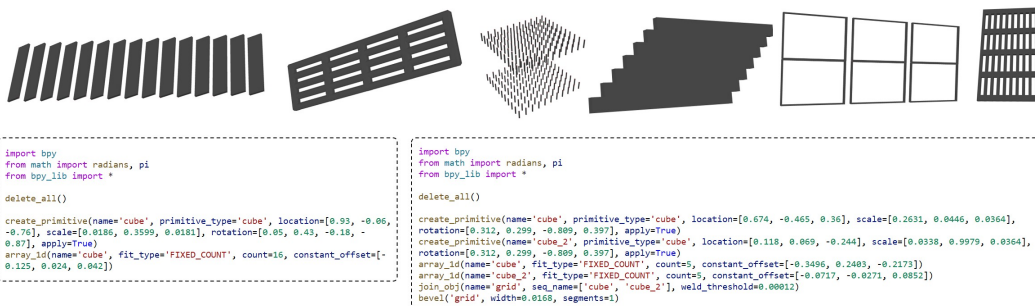 import bpy
from math import radians, pi
from bpy_lib import *
delete_all()
create_primitive(name='cube', primitive_type='cube', location=[0.93, -0.06,
-0.76], scale=[0.0186, 0.3599, 0.0181], rotation=[0.05, 0.43, -0.18, -
0.87], apply=True)
array_1d(name='cube', fit_type='FIXED_COUNT', count=16, constant_offset=[-
0.125, 0.024, 0.042])
import bpy
from math import radians, pi
from bpy_lib import *
delete_all()
create_primitive(name='cube', primitive_type='cube', location=[0.674, -0.465, 0.36], scale=[0.2631, 0.0446, 0.0364],
rotation=[0.312, 0.299, -0.809, 0.397], apply=True)
create_primitive(name='cube_2', primitive_type='cube', location=[0.118, 0.069, -0.244], scale=[0.0338, 0.9979, 0.0364],
rotation=[0.312, 0.299, -0.809, 0.397], apply=True)
array_1d(name='cube', fit_type='FIXED_COUNT', count=5, constant_offset=[-0.3496, 0.2403, -0.2173])
array_1d(name='cube_2', fit_type='FIXED_COUNT', count=5, constant_offset=[-0.0717, -0.0271, 0.0852])
join_obj(name='grid', seq_name=['cube', 'cube_2'], weld_threshold=0.00012)
bevel('grid', width=0.0168, segments=1)